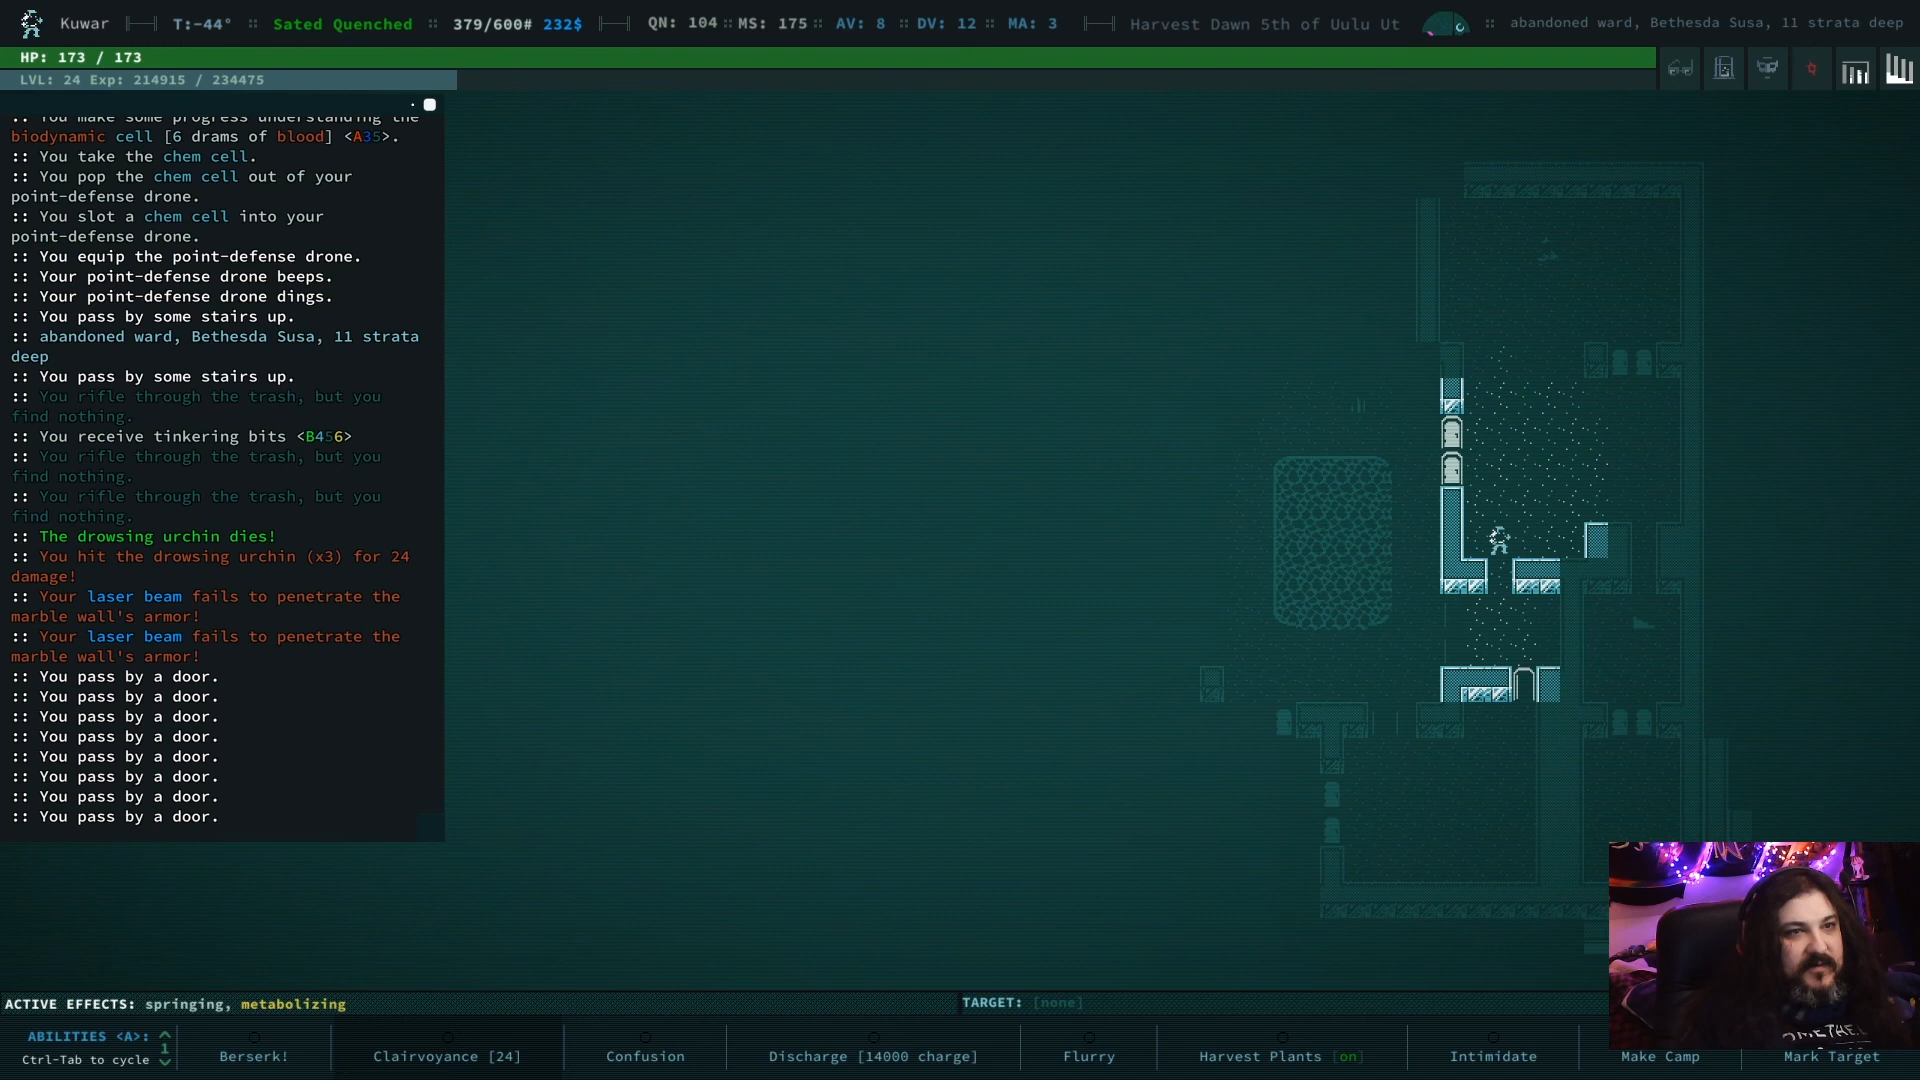 Kuwar T:-44° :: Sated Quenched :: 379/600# 232$ QN: 104 :: MS: 175 :: AV: 8 :: DV: 12 :: MA: 3 Harvest Dawn 5th of Uulu Ut :: abandoned ward, Bethesda Susa, 11 strata deep
HP: 173 / 173
LVL: 24 Exp: 214915 / 234475
:: You make some progress understanding the
biodynamic cell [6 drams of blood] <A35>.
:: You take the chem cell.
:: You pop the chem cell out of your
point-defense drone.
:: You slot a chem cell into your
point-defense drone.
:: You equip the point-defense drone.
:: Your point-defense drone beeps.
:: Your point-defense drone dings.
:: You pass by some stairs up.
:: abandoned ward, Bethesda Susa, 11 strata
deep
:: You pass by some stairs up.
:: You rifle through the trash, but you
find nothing.
:: You receive tinkering bits <B456>
:: You rifle through the trash, but you
find nothing.
:: You rifle through the trash, but you
find nothing.
:: The drowsing urchin dies!
:: You hit the drowsing urchin (x3) for 24
damage!
:: Your laser beam fails to penetrate the
marble wall's armor!
:: Your laser beam fails to penetrate the
marble wall's armor!
:: You pass by a door.
:: You pass by a door.
:: You pass by a door.
:: You pass by a door.
:: You pass by a door.
:: You pass by a door.
:: You pass by a door.
:: You pass by a door.
ACTIVE EFFECTS: springing, metabolizing
TARGET: [none]
ABILITIES <A>:
Ctrl-Tab to cycle
1
Berserk!
Clairvoyance [24]
Confusion
Discharge [14000 charge]
Flurry
Harvest Plants [on]
Intimidate
Make Camp
Mark Target